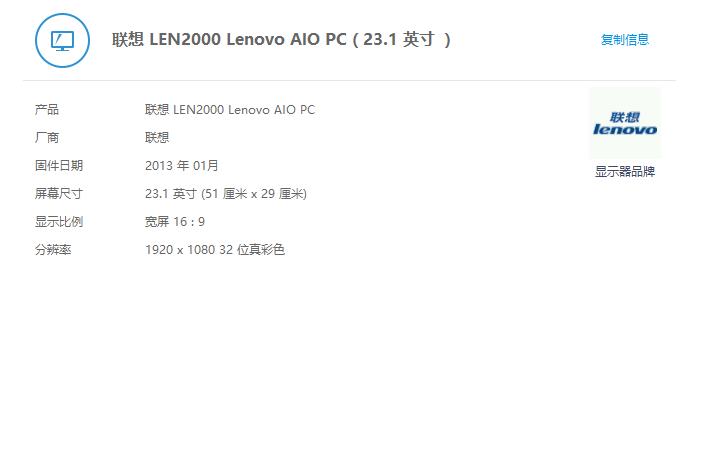 联想 LEN2000 Lenovo AIO PC ( 23.1 英寸 )
复制信息
产品 联想 LEN2000 Lenovo AIO PC
厂商 联想
固件日期 2013 年 01月
屏幕尺寸 23.1 英寸 (51 厘米 x 29 厘米)
显示比例 宽屏 16 : 9
分辨率 1920 x 1080 32 位真彩色
联想
lenovo
显示器品牌